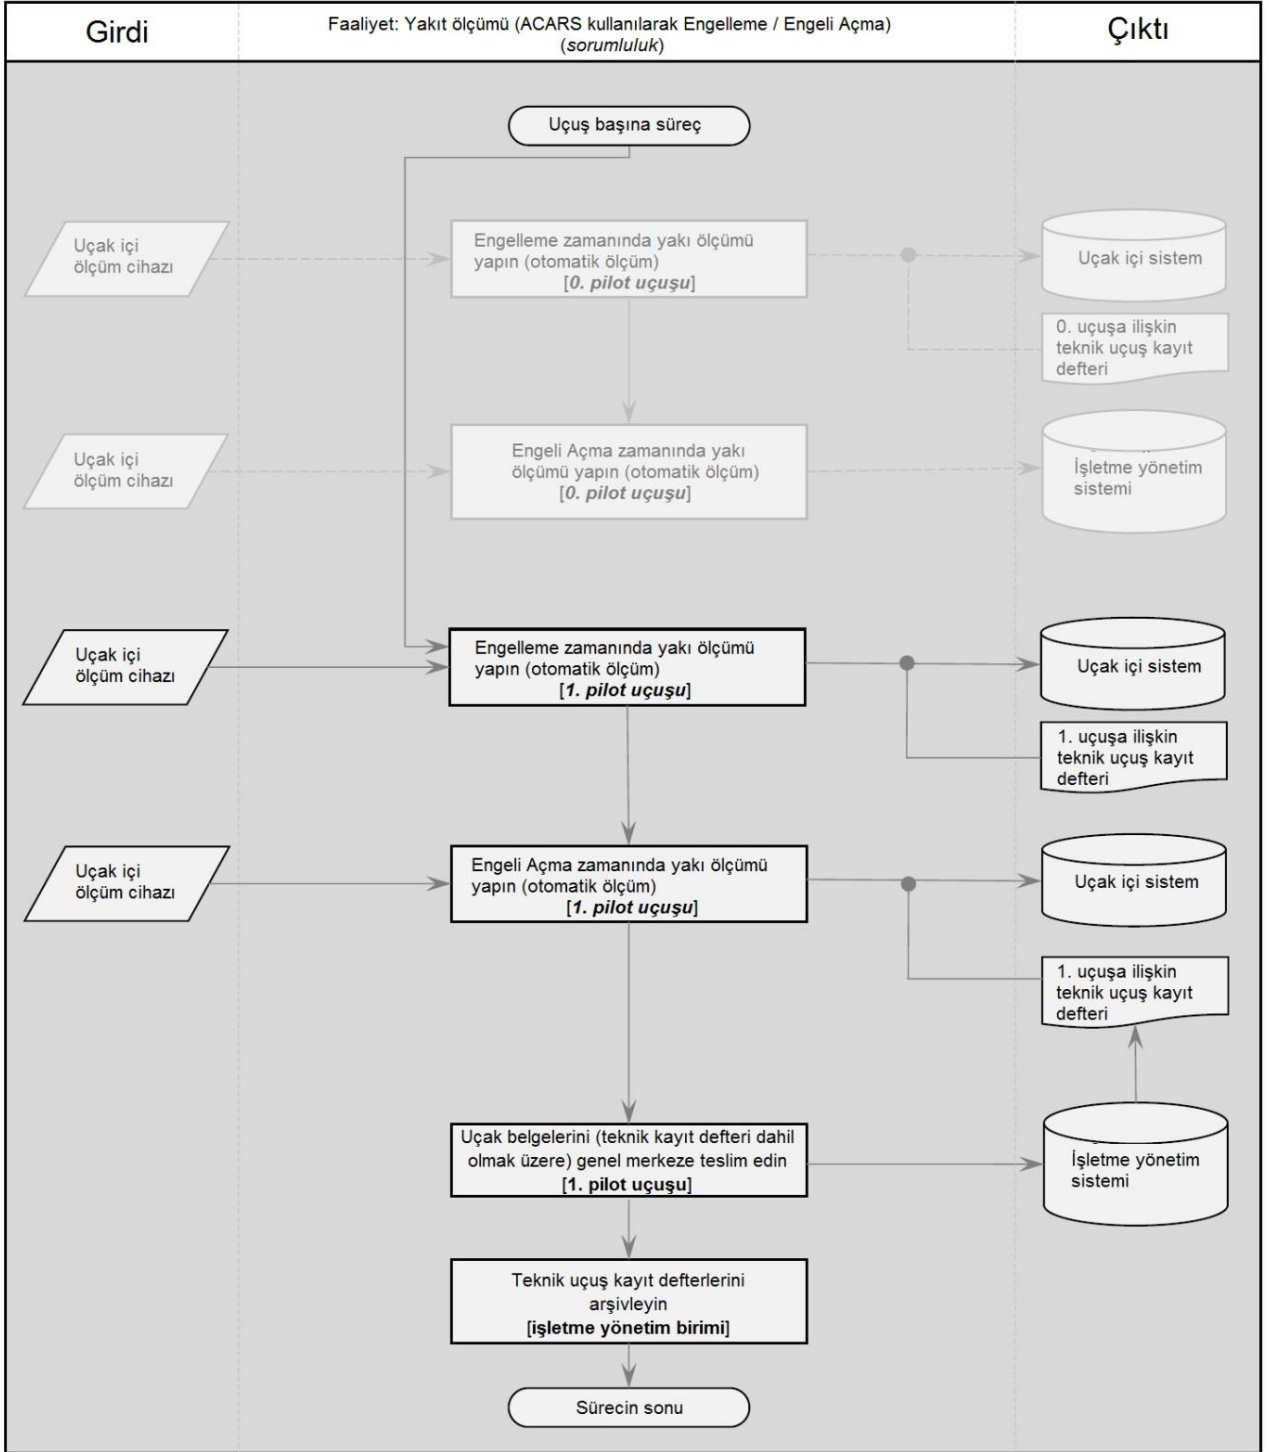 Girdi
Faaliyet: Yakıt ölçümü (ACARS kullanılarak Engelleme / Engeli Açma)
(sorumluluk)
Çıktı
Uçuş başına süreç
Uçak içi
ölçüm cihazı
Engelleme zamanında yakı ölçümü
yapın (otomatik ölçüm)
[0. pilot uçuşu]
Uçak içi sistem
0. uçuşa ilişkin
teknik uçuş kayıt
defteri
Uçak içi
ölçüm cihazı
Engeli Açma zamanında yakı
ölçümü yapın (otomatik ölçüm)
[0. pilot uçuşu]
İşletme yönetim
sistemi
Uçak içi
ölçüm cihazı
Engelleme zamanında yakı ölçümü
yapın (otomatik ölçüm)
[1. pilot uçuşu]
Uçak içi sistem
1. uçuşa ilişkin
teknik uçuş kayıt
defteri
Uçak içi
ölçüm cihazı
Engeli Açma zamanında yakı ölçümü
yapın (otomatik ölçüm)
[1. pilot uçuşu]
Uçak içi sistem
1. uçuşa ilişkin
teknik uçuş kayıt
defteri
Uçak belgelerini (teknik kayıt defteri dahil
olmak üzere) genel merkeze teslim edin
[1. pilot uçuşu]
İşletme yönetim
sistemi
Teknik uçuş kayıt defterlerini
arşivleyin
[işletme yönetim birimi]
Sürecin sonu